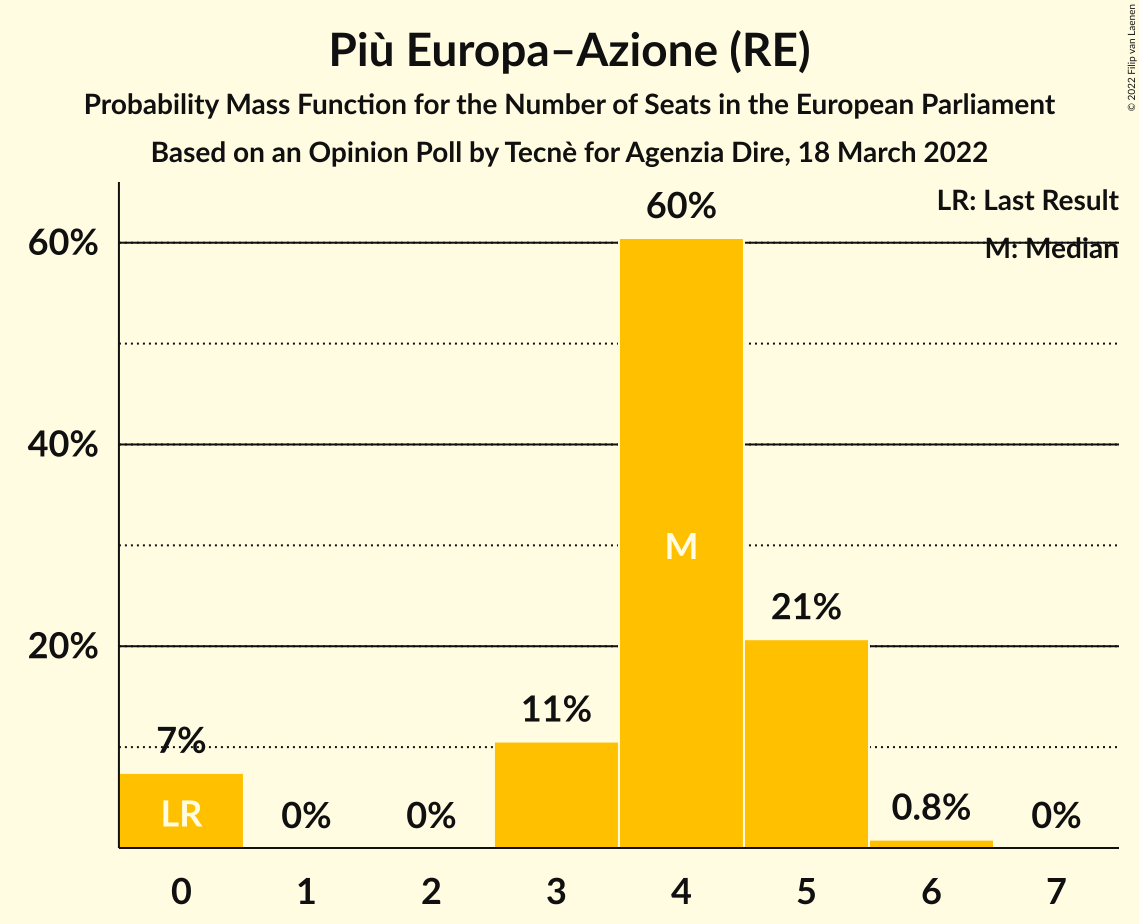 Più Europa–Azione (RE)
Probability Mass Function for the Number of Seats in the European Parliament
Based on an Opinion Poll by Tecnè for Agenzia Dire, 18 March 2022
© 2022 Filip van Laenen
LR: Last Result
M: Median
60%
40%
20%
7%
0%
0%
11%
60%
21%
0.8%
0%
LR
M
0 1 2 3 4 5 6 7